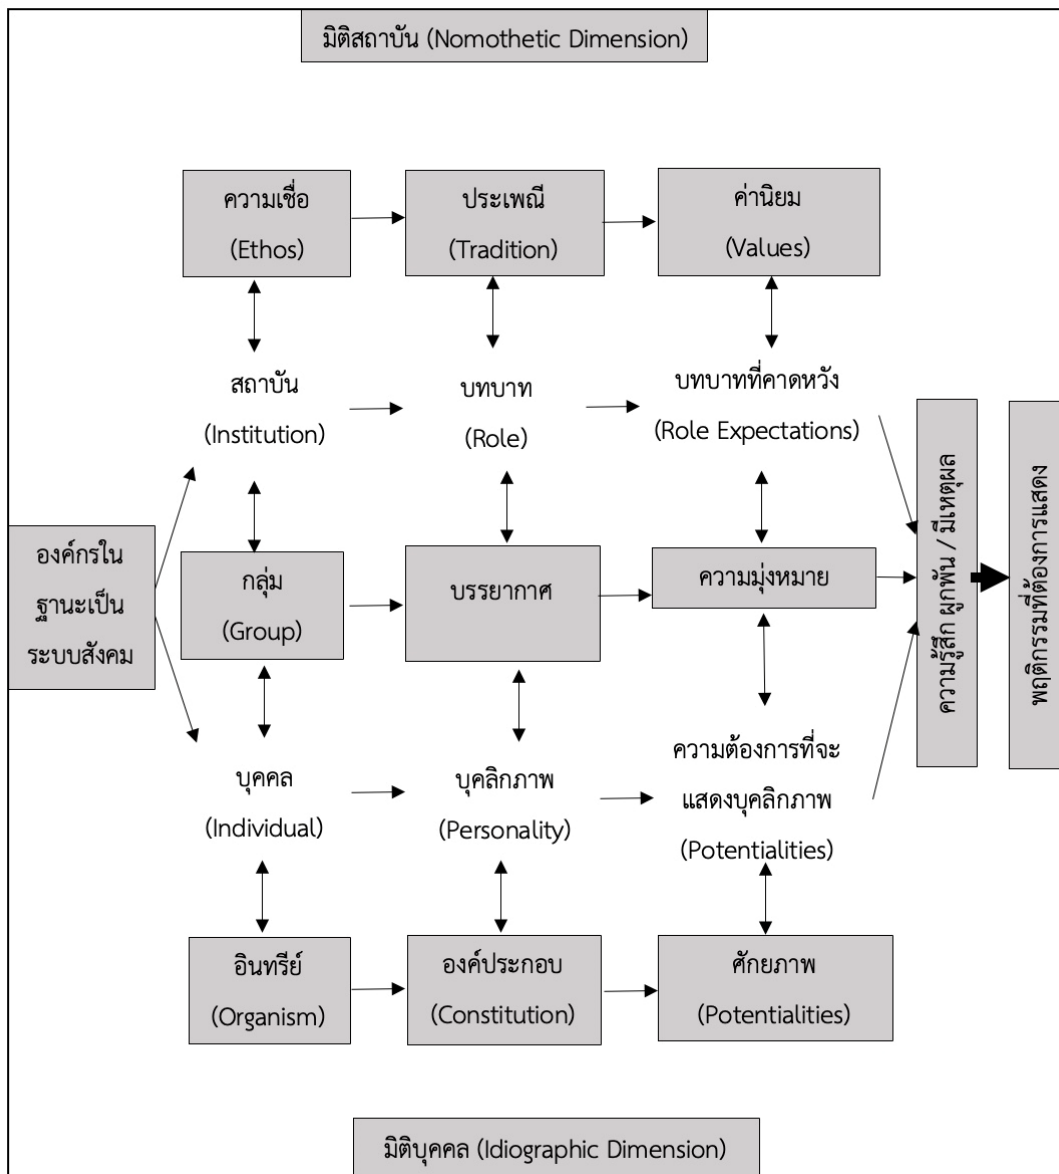 มิติสถาบัน (Nomothetic Dimension)
ความเชื่อ
(Ethos)
ประเพณี
(Tradition)
ค่านิยม
(Values)
สถาบัน
(Institution)
บทบาท
(Role)
บทบาทที่คาดหวัง
(Role Expectations)
องค์กรใน
ฐานะเป็น
ระบบสังคม
กลุ่ม
(Group)
บรรยากาศ
ความมุ่งหมาย
ความรู้สึก ผูกพัน / มีเหตุผล
พฤติกรรมที่ต้องการแสดง
บุคคล
(Individual)
บุคลิกภาพ
(Personality)
ความต้องการที่จะ
แสดงบุคลิกภาพ
(Potentialities)
อินทรีย์
(Organism)
องค์ประกอบ
(Constitution)
ศักยภาพ
(Potentialities)
มิติบุคคล (Idiographic Dimension)